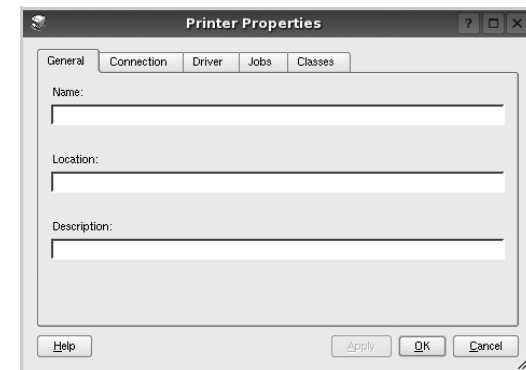 Printer Properties
?
General Connection Driver Jobs Classes
Name:
Location:
Description:
Help Apply OK Cancel